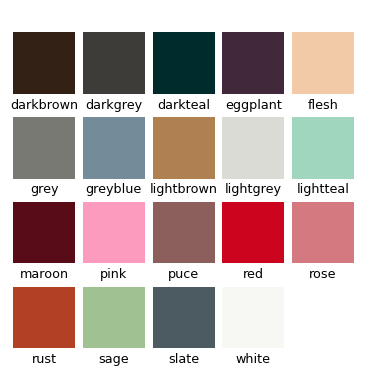 darkbrown darkgrey darkteal eggplant flesh
grey greyblue lightbrown lightgrey lightteal
maroon pink puce red rose
rust sage slate white